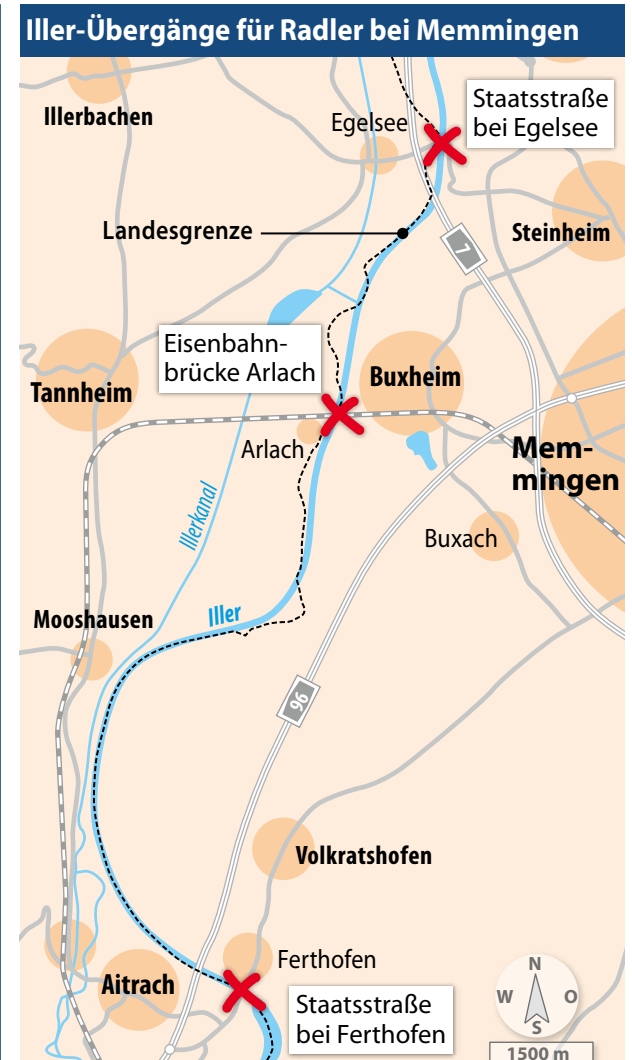 Iller-Übergänge für Radler bei Memmingen
Illerbachen
Egelsee
Staatsstraße
bei Egelsee
Landesgrenze
7
Steinheim
Eisenbahn-
brücke Arlach
Tannheim
Buxheim
Arlach
Mem-
mingen
Illerkanal
Buxach
Mooshausen
Iller
96
Volkratshofen
Ferthofen
Aitrach
Staatsstraße
bei Ferthofen
N
W O
S
1500 m